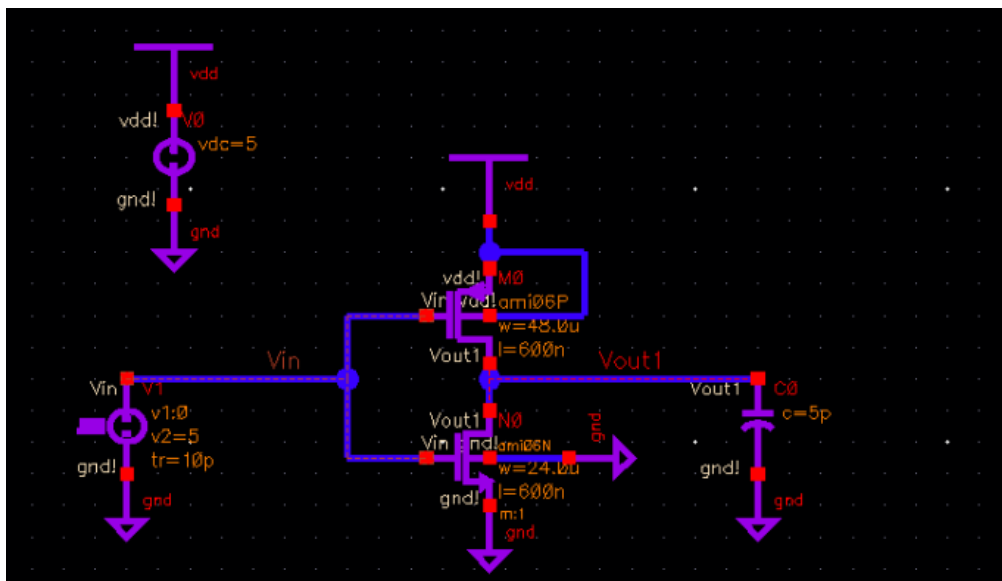 vdd
vdd!
V0
vdc=5
gnd!
gnd
vdd
vdd!
M0
Vin
vdd!
ami06P
w=48.0u
Vout1
l=600n
Vin
Vout1
Vin
V1
v1:0
v2=5
tr=10p
gnd!
gnd
Vout1
N0
Vin
gnd!
ami06N
w=24.0u
gnd!
l=600n
m:1
gnd
gnd
Vout1
C0
c=5p
gnd!
gnd